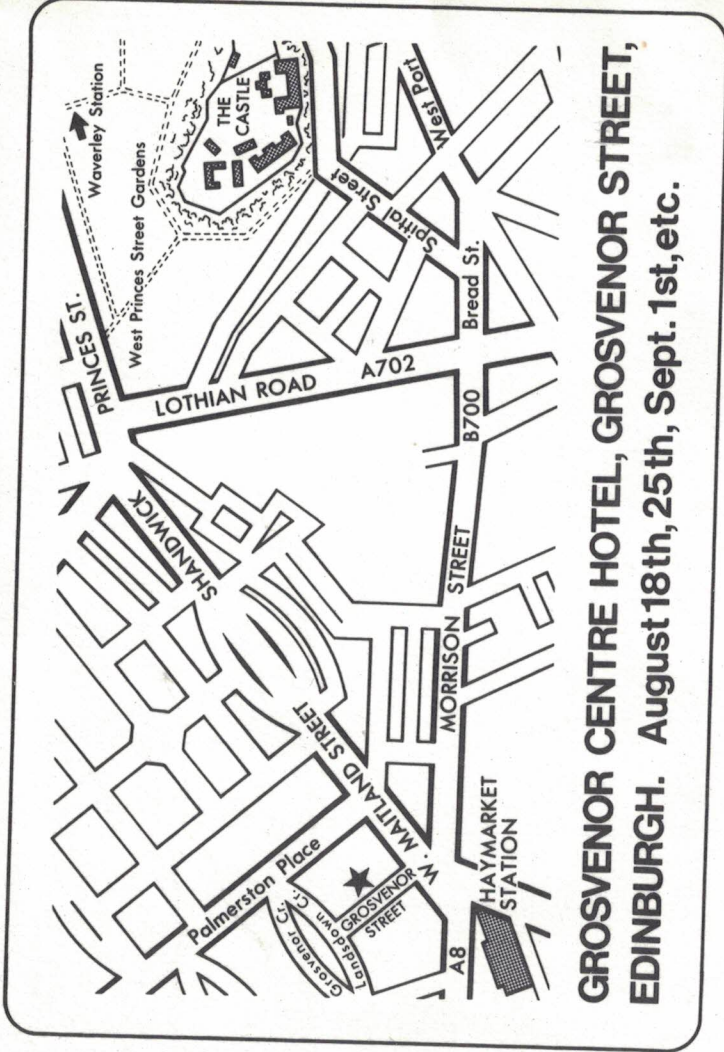 Waverley Station
West Princes Street Gardens
THE
CASTLE
West Port
Spittal Street
Bread St.
PRINCES ST.
LOTHIAN ROAD
A702
B700
SHANDWICK
MORRISON STREET
W. MAITLAND STREET
Palmerston Place
Grosvenor Cr.
Landsdown Cr.
GROSVENOR
STREET
HAYMARKET
STATION
A8
GROSVENOR CENTRE HOTEL, GROSVENOR STREET,
EDINBURGH. August 18th, 25th, Sept. 1st, etc.